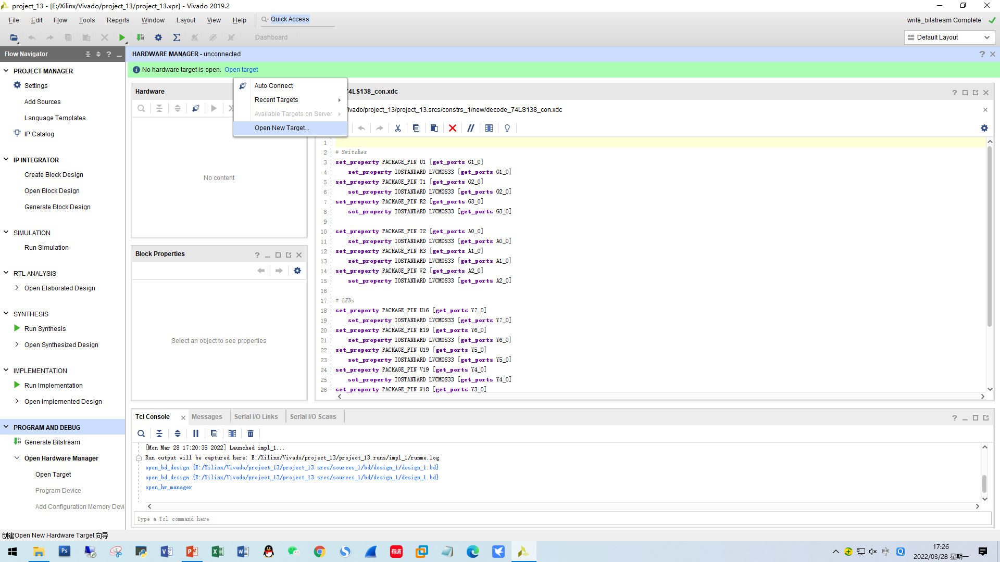 project_13 - [E:/Xilinx/Vivado/project_13/project_13.xpr] - Vivado 2019.2
File Edit Flow Tools Reports Window Layout View Help Quick Access
write_bitstream Complete
Dashboard
Default Layout
Flow Navigator
HARDWARE MANAGER - unconnected
No hardware target is open. Open target
PROJECT MANAGER
Settings
Add Sources
Language Templates
IP Catalog
IP INTEGRATOR
Create Block Design
Open Block Design
Generate Block Design
SIMULATION
Run Simulation
RTL ANALYSIS
Open Elaborated Design
SYNTHESIS
Run Synthesis
Open Synthesized Design
IMPLEMENTATION
Run Implementation
Open Implemented Design
PROGRAM AND DEBUG
Generate Bitstream
Open Hardware Manager
Open Target
Program Device
Add Configuration Memory Devi
Hardware
No content
Auto Connect
Recent Targets
Available Targets on Server
Open New Target...
Block Properties
Select an object to see properties
74LS138_con.xdc
ivado/project_13/project_13.srcs/constrs_1/new/decode_74LS138_con.xdc
1
2 # Switches
3 set_property PACKAGE_PIN U1 [get_ports G1_0]
4 set_property IOSTANDARD LVCMOS33 [get_ports G1_0]
5 set_property PACKAGE_PIN T1 [get_ports G2_0]
6 set_property IOSTANDARD LVCMOS33 [get_ports G2_0]
7 set_property PACKAGE_PIN R2 [get_ports G3_0]
8 set_property IOSTANDARD LVCMOS33 [get_ports G3_0]
9
10 set_property PACKAGE_PIN T2 [get_ports A0_0]
11 set_property IOSTANDARD LVCMOS33 [get_ports A0_0]
12 set_property PACKAGE_PIN R3 [get_ports A1_0]
13 set_property IOSTANDARD LVCMOS33 [get_ports A1_0]
14 set_property PACKAGE_PIN W2 [get_ports A2_0]
15 set_property IOSTANDARD LVCMOS33 [get_ports A2_0]
16
17 # LEDs
18 set_property PACKAGE_PIN U16 [get_ports Y7_0]
19 set_property IOSTANDARD LVCMOS33 [get_ports Y7_0]
20 set_property PACKAGE_PIN E19 [get_ports Y6_0]
21 set_property IOSTANDARD LVCMOS33 [get_ports Y6_0]
22 set_property PACKAGE_PIN U19 [get_ports Y5_0]
23 set_property IOSTANDARD LVCMOS33 [get_ports Y5_0]
24 set_property PACKAGE_PIN V19 [get_ports Y4_0]
25 set_property IOSTANDARD LVCMOS33 [get_ports Y4_0]
26 set_property PACKAGE_PIN W18 [get_ports Y3_0]
Tcl Console Messages Serial I/O Links Serial I/O Scans
[Mon Mar 28 17:20:35 2022] Launched impl_1...
Run output will be captured here: E:/Xilinx/Vivado/project_13/project_13.runs/impl_1/runme.log
open_bd_design {E:/Xilinx/Vivado/project_13/project_13.srcs/sources_1/bd/design_1/design_1.bd}
open_bd_design {E:/Xilinx/Vivado/project_13/project_13.srcs/sources_1/bd/design_1/design_1.bd}
open_hw_manager
Type a Tcl command here
创建Open New Hardware Target向导
Ps
有道
中
17:26
2022/03/28 星期一